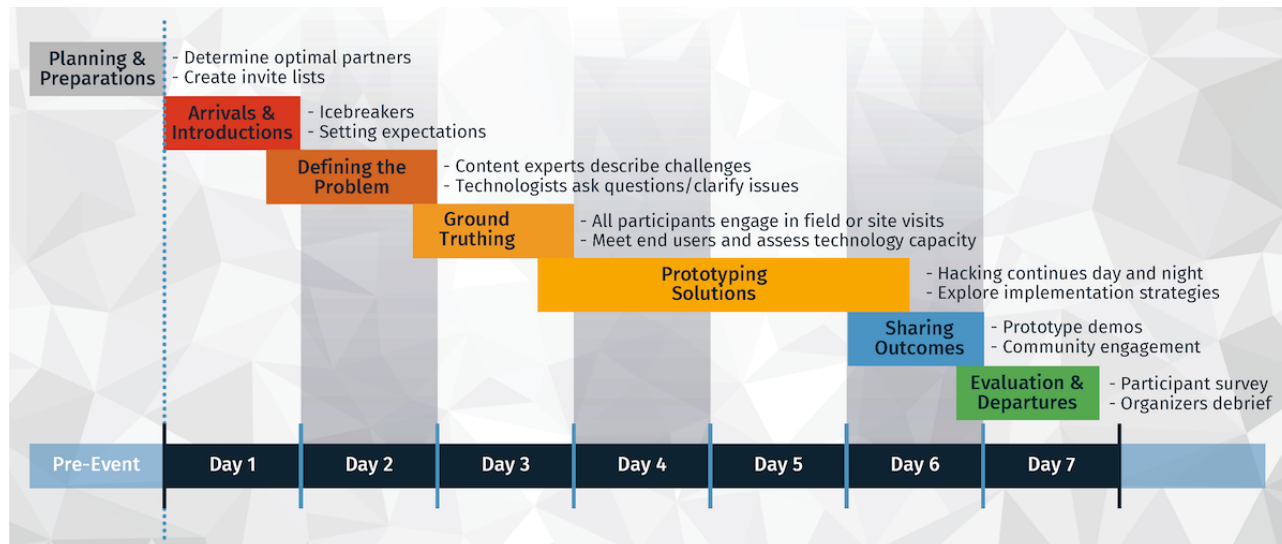 Planning &
Preparations
- Determine optimal partners
- Create invite lists
Arrivals &
Introductions
- Icebreakers
- Setting expectations
Defining the
Problem
- Content experts describe challenges
- Technologists ask questions/clarify issues
Ground
Truthing
- All participants engage in field or site visits
- Meet end users and assess technology capacity
Prototyping
Solutions
- Hacking continues day and night
- Explore implementation strategies
Sharing
Outcomes
- Prototype demos
- Community engagement
Evaluation &
Departures
- Participant survey
- Organizers debrief
Pre-Event Day 1 Day 2 Day 3 Day 4 Day 5 Day 6 Day 7